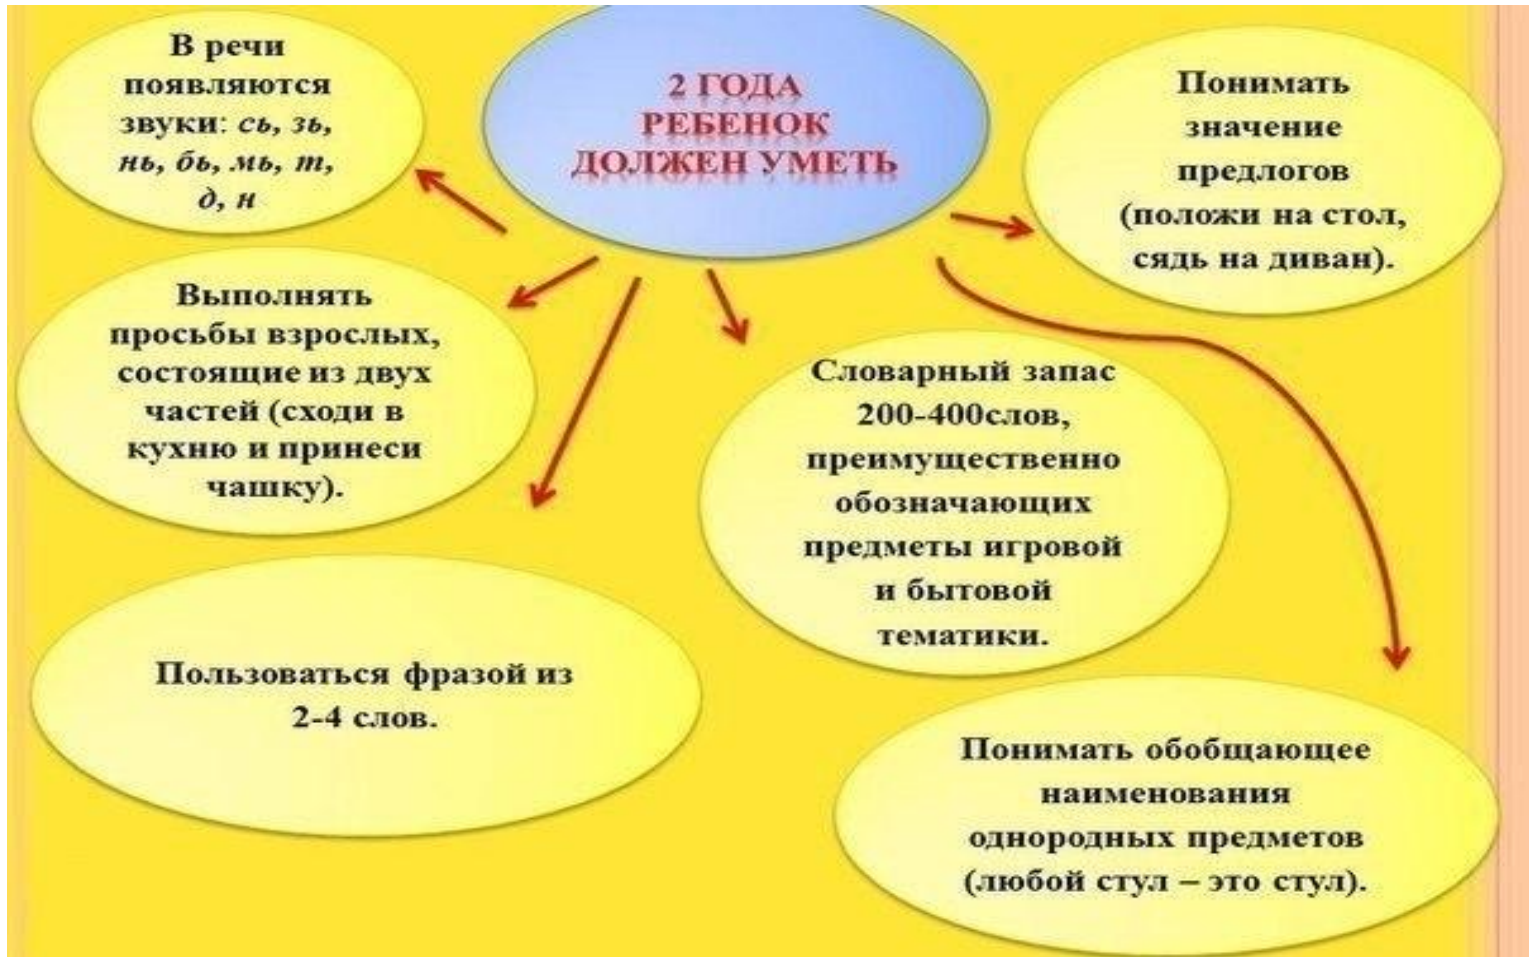 2 ГОДА
РЕБЕНОК
ДОЛЖЕН УМЕТЬ
В речи
появляются
звуки: сь, зь,
нь, бь, мь, т,
д, н
Выполнять
просьбы взрослых,
состоящие из двух
частей (сходи в
кухню и принеси
чашку).
Пользоваться фразой из
2-4 слов.
Словарный запас
200-400слов,
преимущественно
обозначающих
предметы игровой
и бытовой
тематики.
Понимать
значение
предлогов
(положи на стол,
сядь на диван).
Понимать обобщающее
наименования
однородных предметов
(любой стул – это стул).